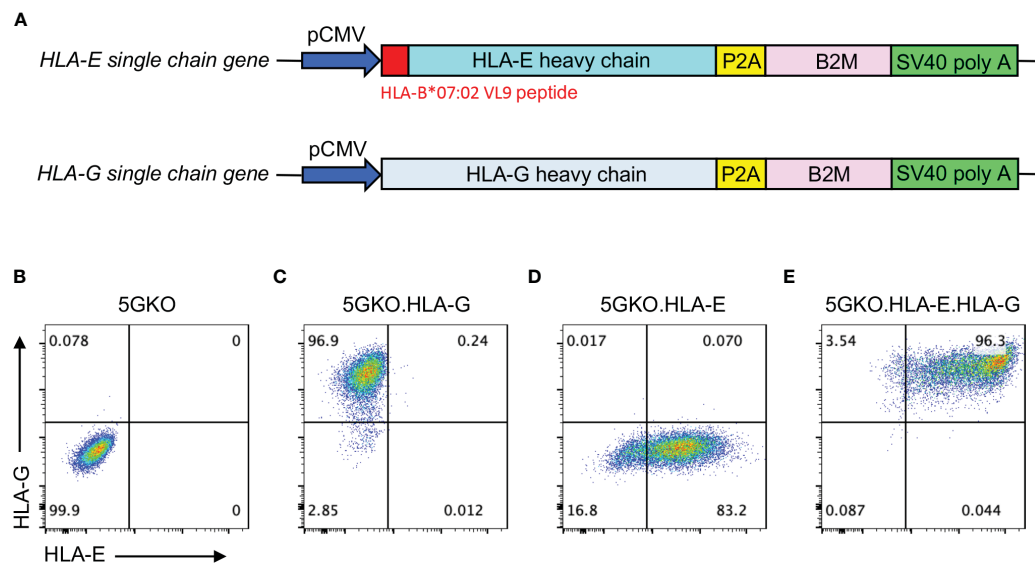 A
pCMV
HLA-E single chain gene
HLA-E heavy chain
P2A
B2M
SV40 poly A
HLA-B*07:02 VL9 peptide
pCMV
HLA-G single chain gene
HLA-G heavy chain
P2A
B2M
SV40 poly A
B
C
D
E
5GKO
5GKO.HLA-G
5GKO.HLA-E
5GKO.HLA-E.HLA-G
0.078
0
96.9
0.24
0.017
0.070
3.54
96.3
99.9
0
2.85
0.012
16.8
83.2
0.087
0.044
HLA-G
HLA-E